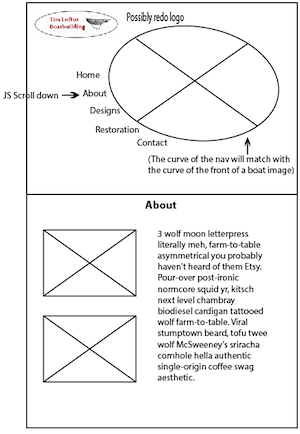 Tim Loftus
Boatbuilding
Possibly redo logo
Home
JS Scroll down
About
Designs
Restoration
Contact
(The curve of the nav will match with
the curve of the front of a boat image)
About
3 wolf moon letterpress
literally meh, farm-to-table
asymmetrical you probably
haven't heard of them Etsy.
Pour-over post-ironic
normcore squid yr, kitsch
next level chambray
biodiesel cardigan tattooed
wolf farm-to-table. Viral
stumptown beard, tofu twee
wolf McSweeney's sriracha
cornhole hella authentic
single-origin coffee swag
aesthetic.